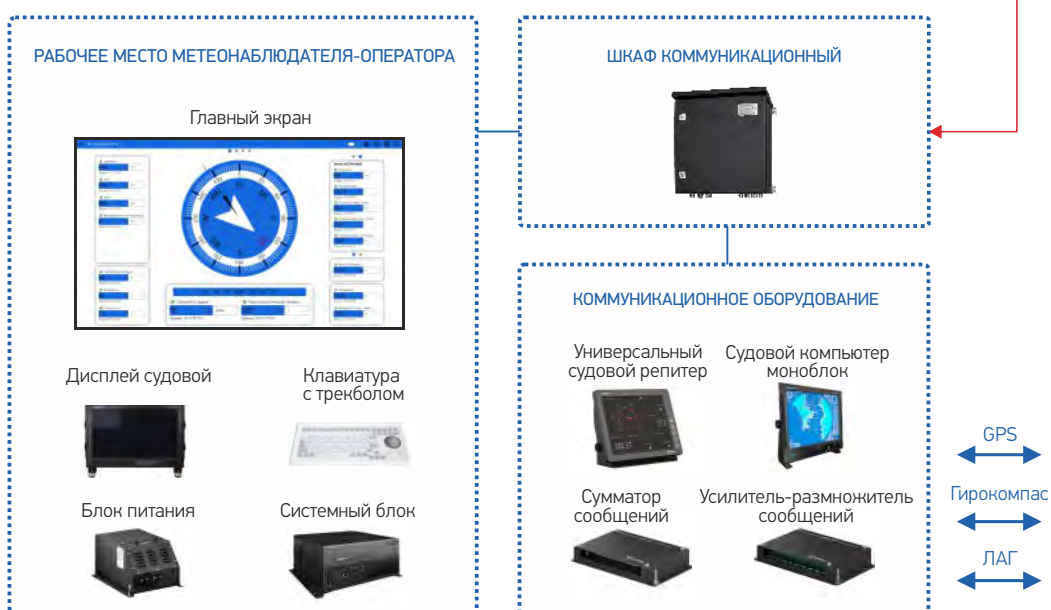 РАБОЧЕЕ МЕСТО МЕТЕОНАБЛЮДАТЕЛЯ-ОПЕРАТОРА
Главный экран
Дисплей судовой
Клавиатура
с трекболом
Блок питания
Системный блок
ШКАФ КОММУНИКАЦИОННЫЙ
КОММУНИКАЦИОННОЕ ОБОРУДОВАНИЕ
Универсальный
судовой репитер
Судовой компьютер
моноблок
Сумматор
сообщений
Усилитель-размножитель
сообщений
GPS
Гирокомпас
ЛАГ